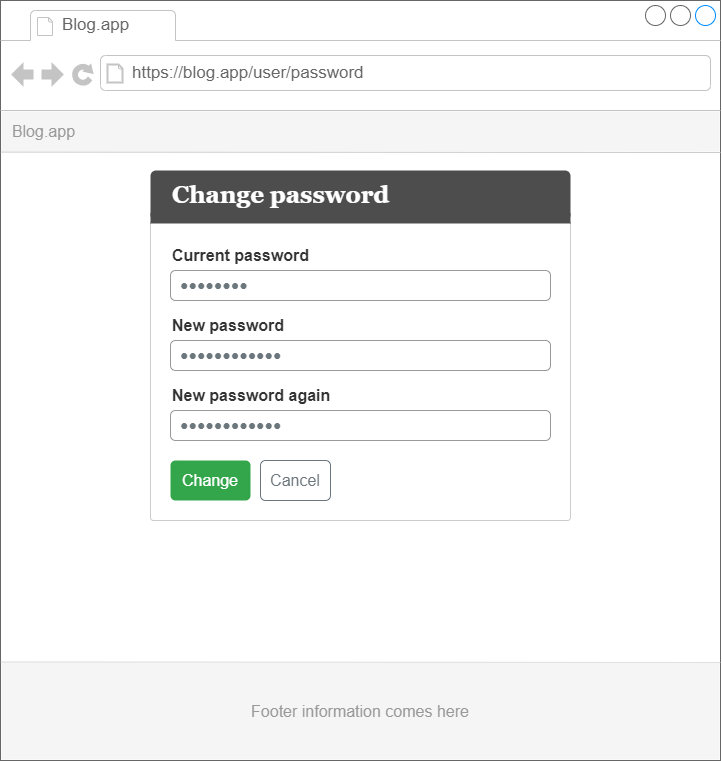 Blog.app
https://blog.app/user/password
Blog.app
Change password
Current password
●●●●●●●●
New password
●●●●●●●●●●●●
New password again
●●●●●●●●●●●●
Change Cancel
Footer information comes here